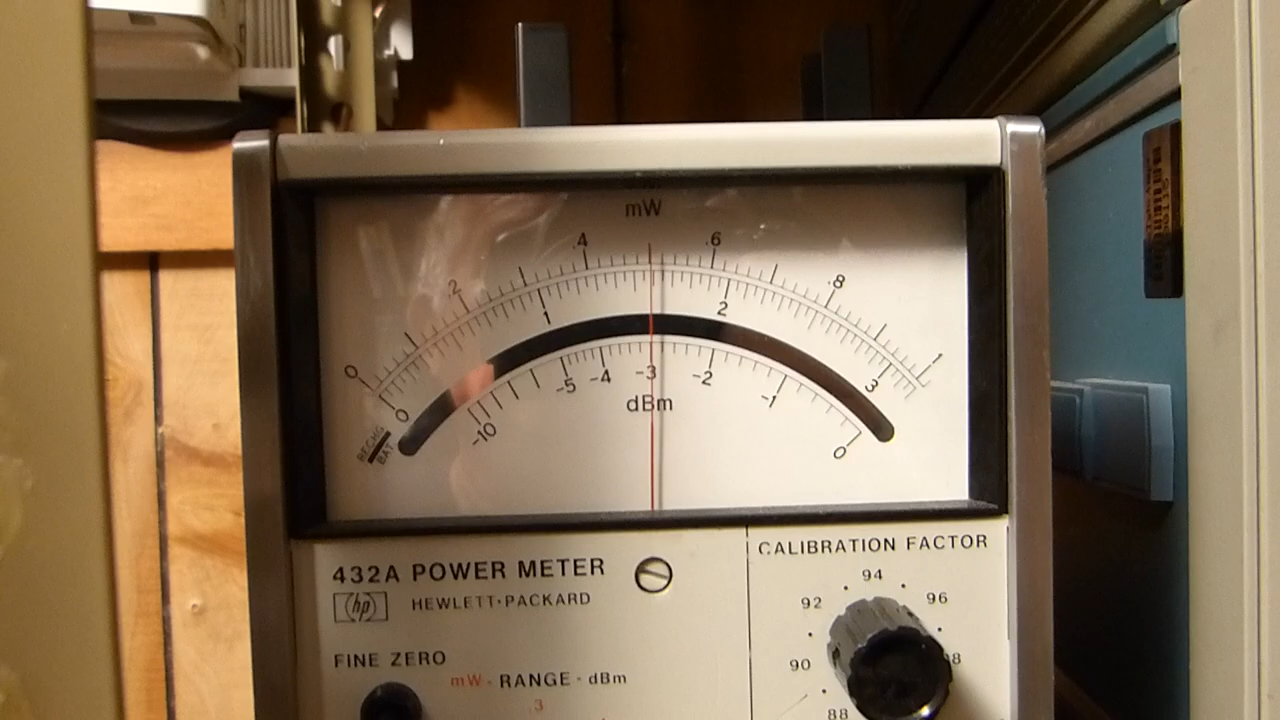 mW
.4 .6
.2 .8
1 2
0 1
0 3
-5 -4 -3 -2 -1
-10 0
dBm
RECHG
BAT
432A POWER METER
hp HEWLETT·PACKARD
FINE ZERO
mW - RANGE - dBm
3
CALIBRATION FACTOR
94
92 96
90 98
88